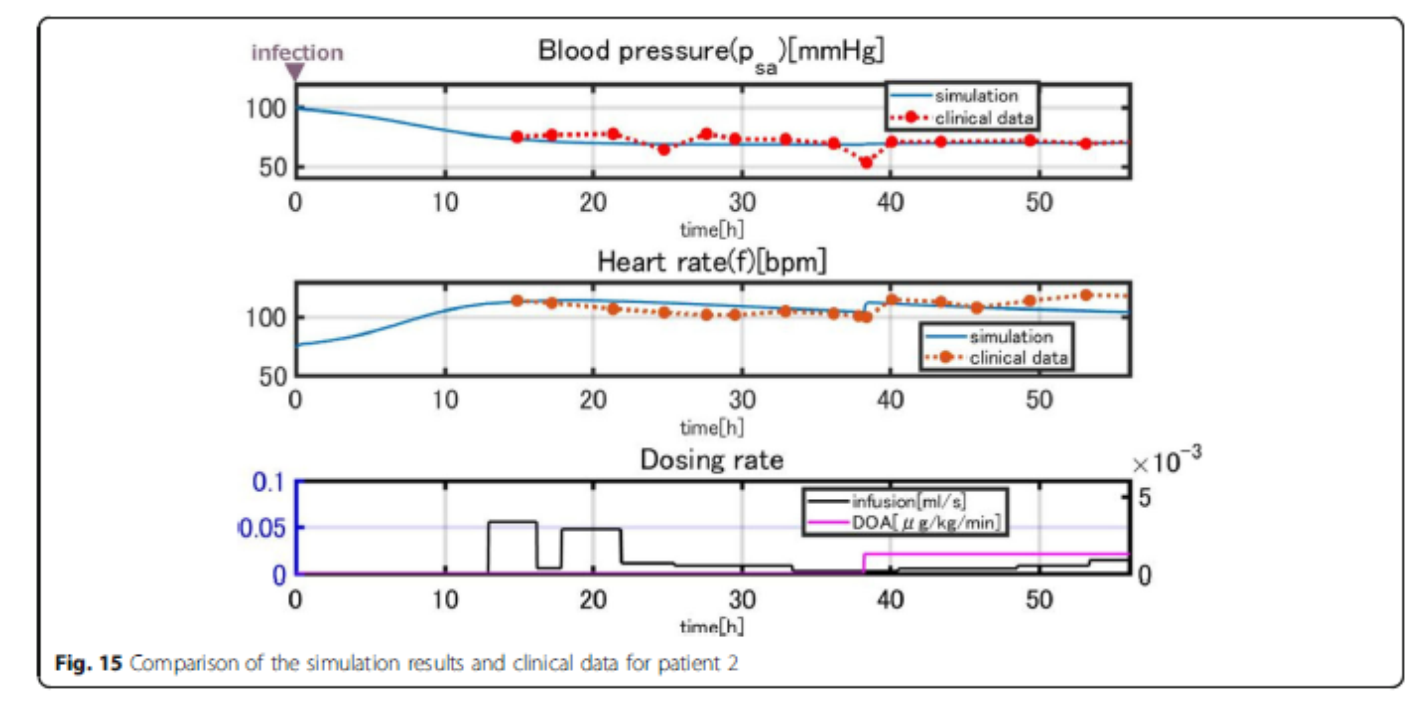 infection
Blood pressure(p_sa)[mmHg]
100
50
simulation
clinical data
0 10 20 30 40 50
time[h]
Heart rate(f)[bpm]
100
50
simulation
clinical data
0 10 20 30 40 50
time[h]
Dosing rate
×10⁻³
0.1
0.05
0
infusion[ml/s]
DOA[μg/kg/min]
5
0
0 10 20 30 40 50
time[h]
Fig. 15 Comparison of the simulation results and clinical data for patient 2